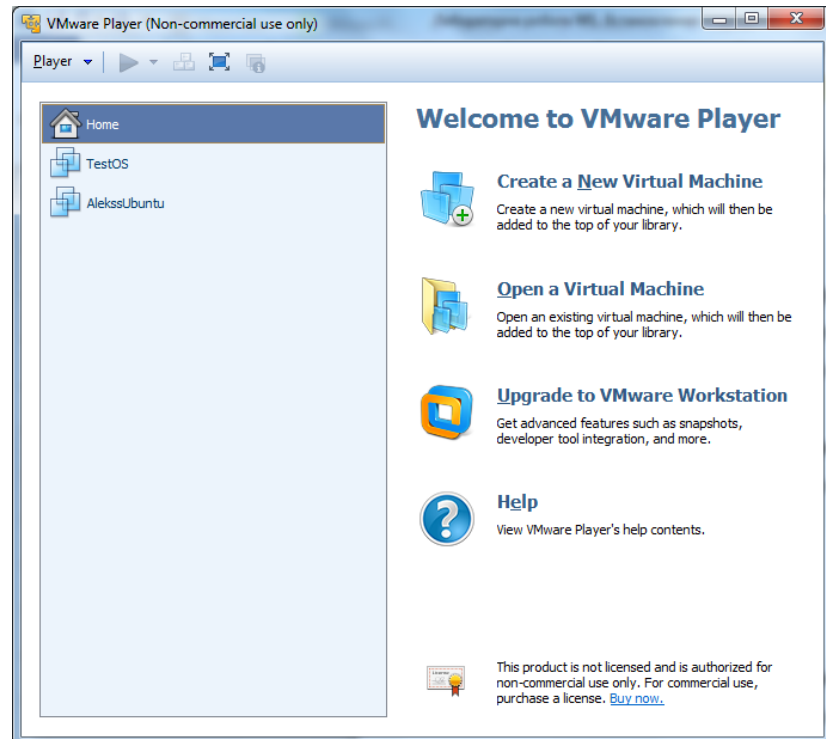 VMware Player (Non-commercial use only)
Player
Home
TestOS
AlekssUbuntu
Welcome to VMware Player
Create a New Virtual Machine
Create a new virtual machine, which will then be
added to the top of your library.
Open a Virtual Machine
Open an existing virtual machine, which will then be
added to the top of your library.
Upgrade to VMware Workstation
Get advanced features such as snapshots,
developer tool integration, and more.
Help
View VMware Player's help contents.
This product is not licensed and is authorized for
non-commercial use only. For commercial use,
purchase a license. Buy now.